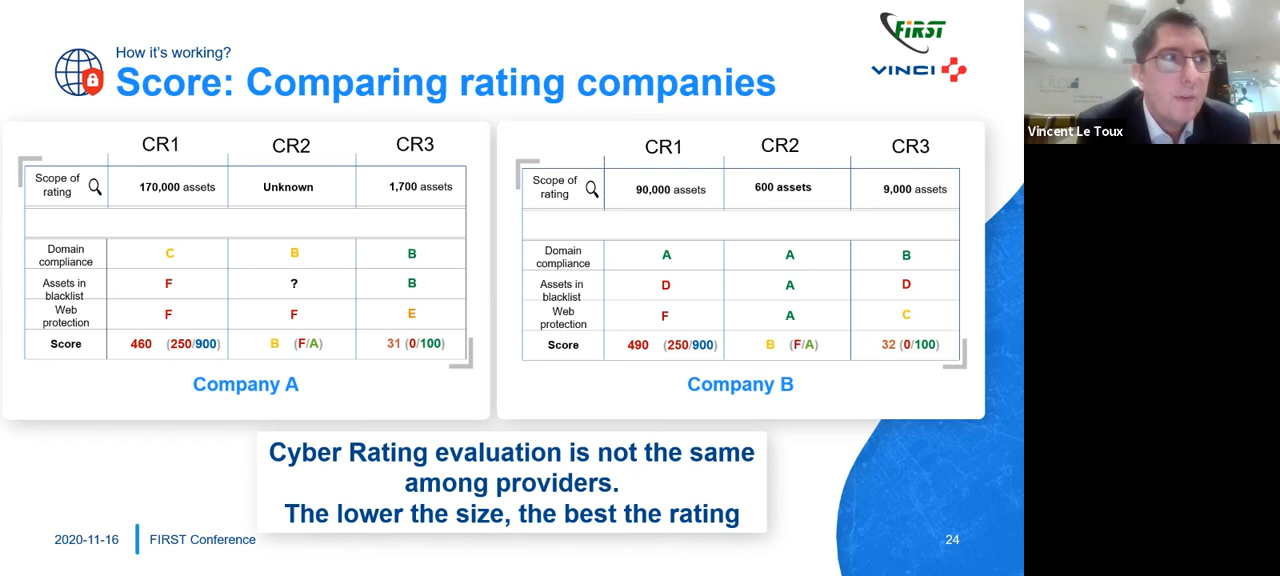 How it's working?
Score: Comparing rating companies
FIRST
VINCI
Vincent Le Toux
CR1 CR2 CR3
Scope of rating 170,000 assets Unknown 1,700 assets
Domain compliance C B B
Assets in blacklist F ? B
Web protection F F E
Score 460 (250/900) B (F/A) 31 (0/100)
Company A
CR1 CR2 CR3
Scope of rating 90,000 assets 600 assets 9,000 assets
Domain compliance A A B
Assets in blacklist D A D
Web protection F A C
Score 490 (250/900) B (F/A) 32 (0/100)
Company B
Cyber Rating evaluation is not the same
among providers.
The lower the size, the best the rating
2020-11-16 FIRST Conference 24